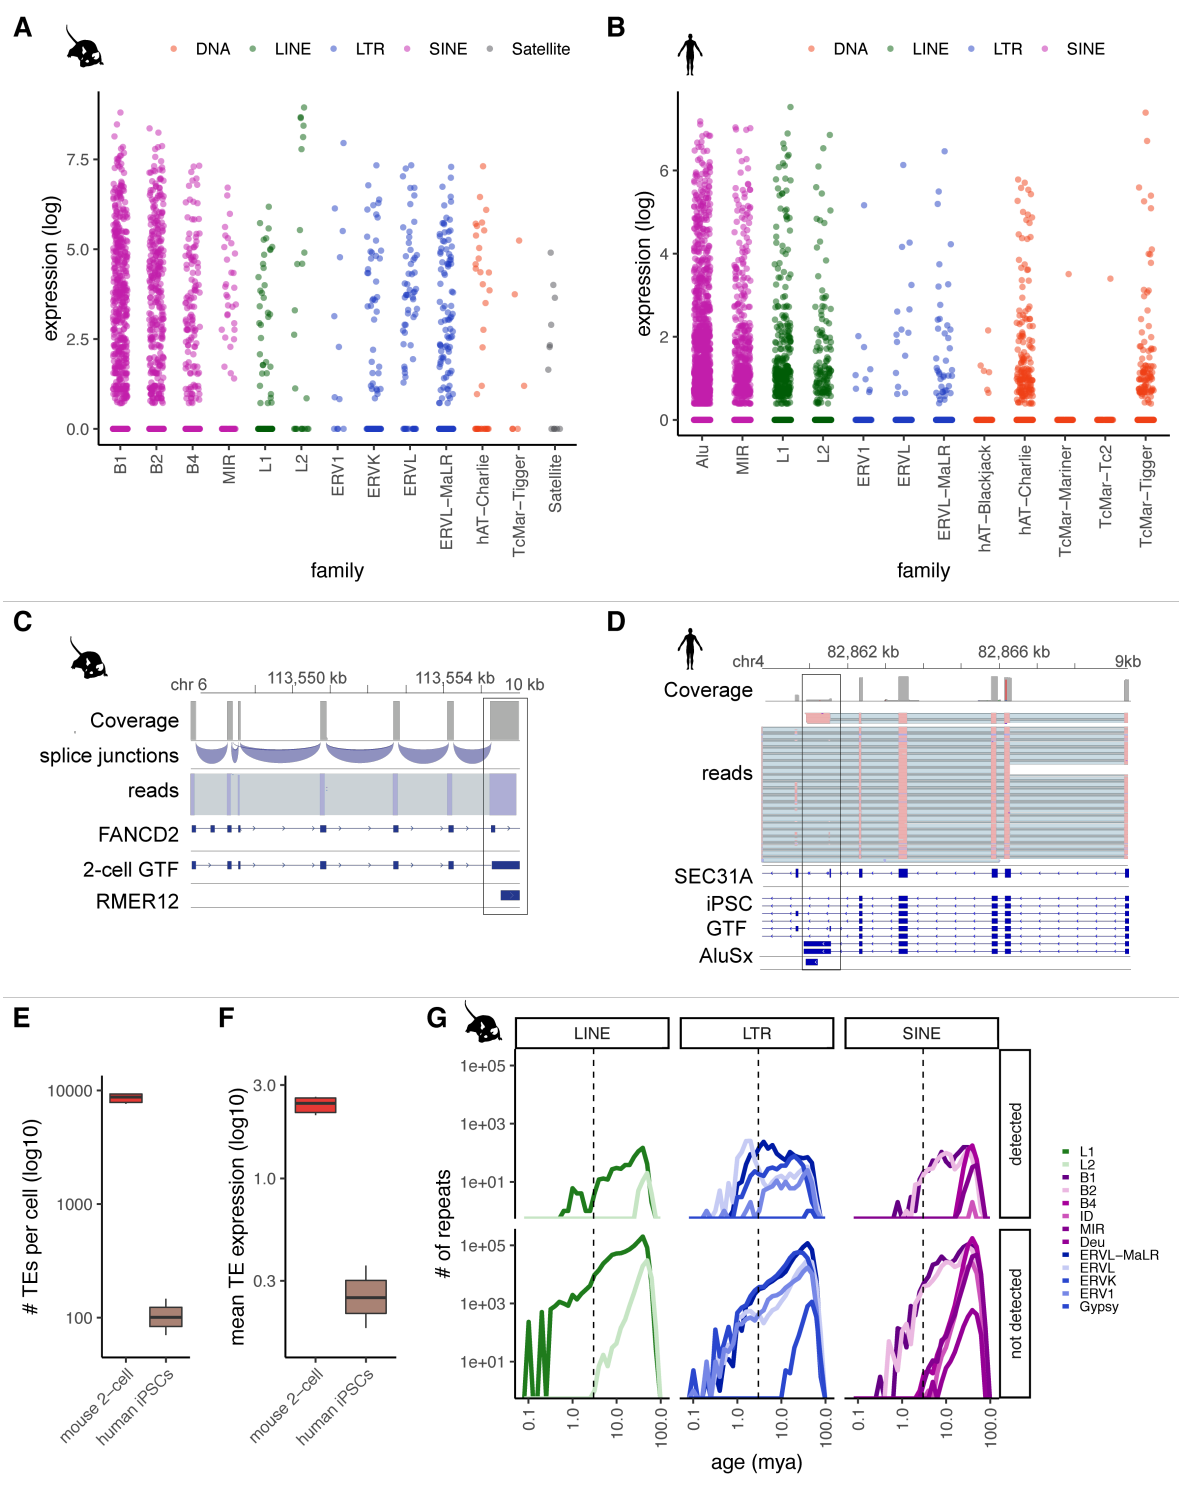 A
DNA LINE LTR SINE Satellite
expression (log)
7.5
5.0
2.5
0.0
B1 B2 B4 MIR L1 L2 ERV1 ERVK ERVL ERVL−MaLR hAT−Charlie TcMar−Tigger Satellite
family
B
DNA LINE LTR SINE
expression (log)
6
4
2
0
Alu MIR L1 L2 ERV1 ERVL ERVL−MaLR hAT−Blackjack hAT−Charlie TcMar−Mariner TcMar−Tc2 TcMar−Tigger
family
C
113,550 kb 113,554 kb
chr 6 10 kb
Coverage
splice junctions
reads
FANCD2
2-cell GTF
RMER12
D
82,862 kb 82,866 kb
chr4 9kb
Coverage
reads
SEC31A
iPSC
GTF
AluSx
E
# TEs per cell (log10)
10000
1000
100
mouse 2−cell
human iPSCs
F
mean TE expression (log10)
3.0
1.0
0.3
mouse 2−cell
human iPSCs
G
LINE LTR SINE
# of repeats
1e+05
1e+03
1e+01
detected
1e+05
1e+03
1e+01
not detected
0.1 1.0 10.0 100.0 0.1 1.0 10.0 100.0 0.1 1.0 10.0 100.0
age (mya)
L1
L2
B1
B2
B4
ID
MIR
Deu
ERVL−MaLR
ERVL
ERVK
ERV1
Gypsy